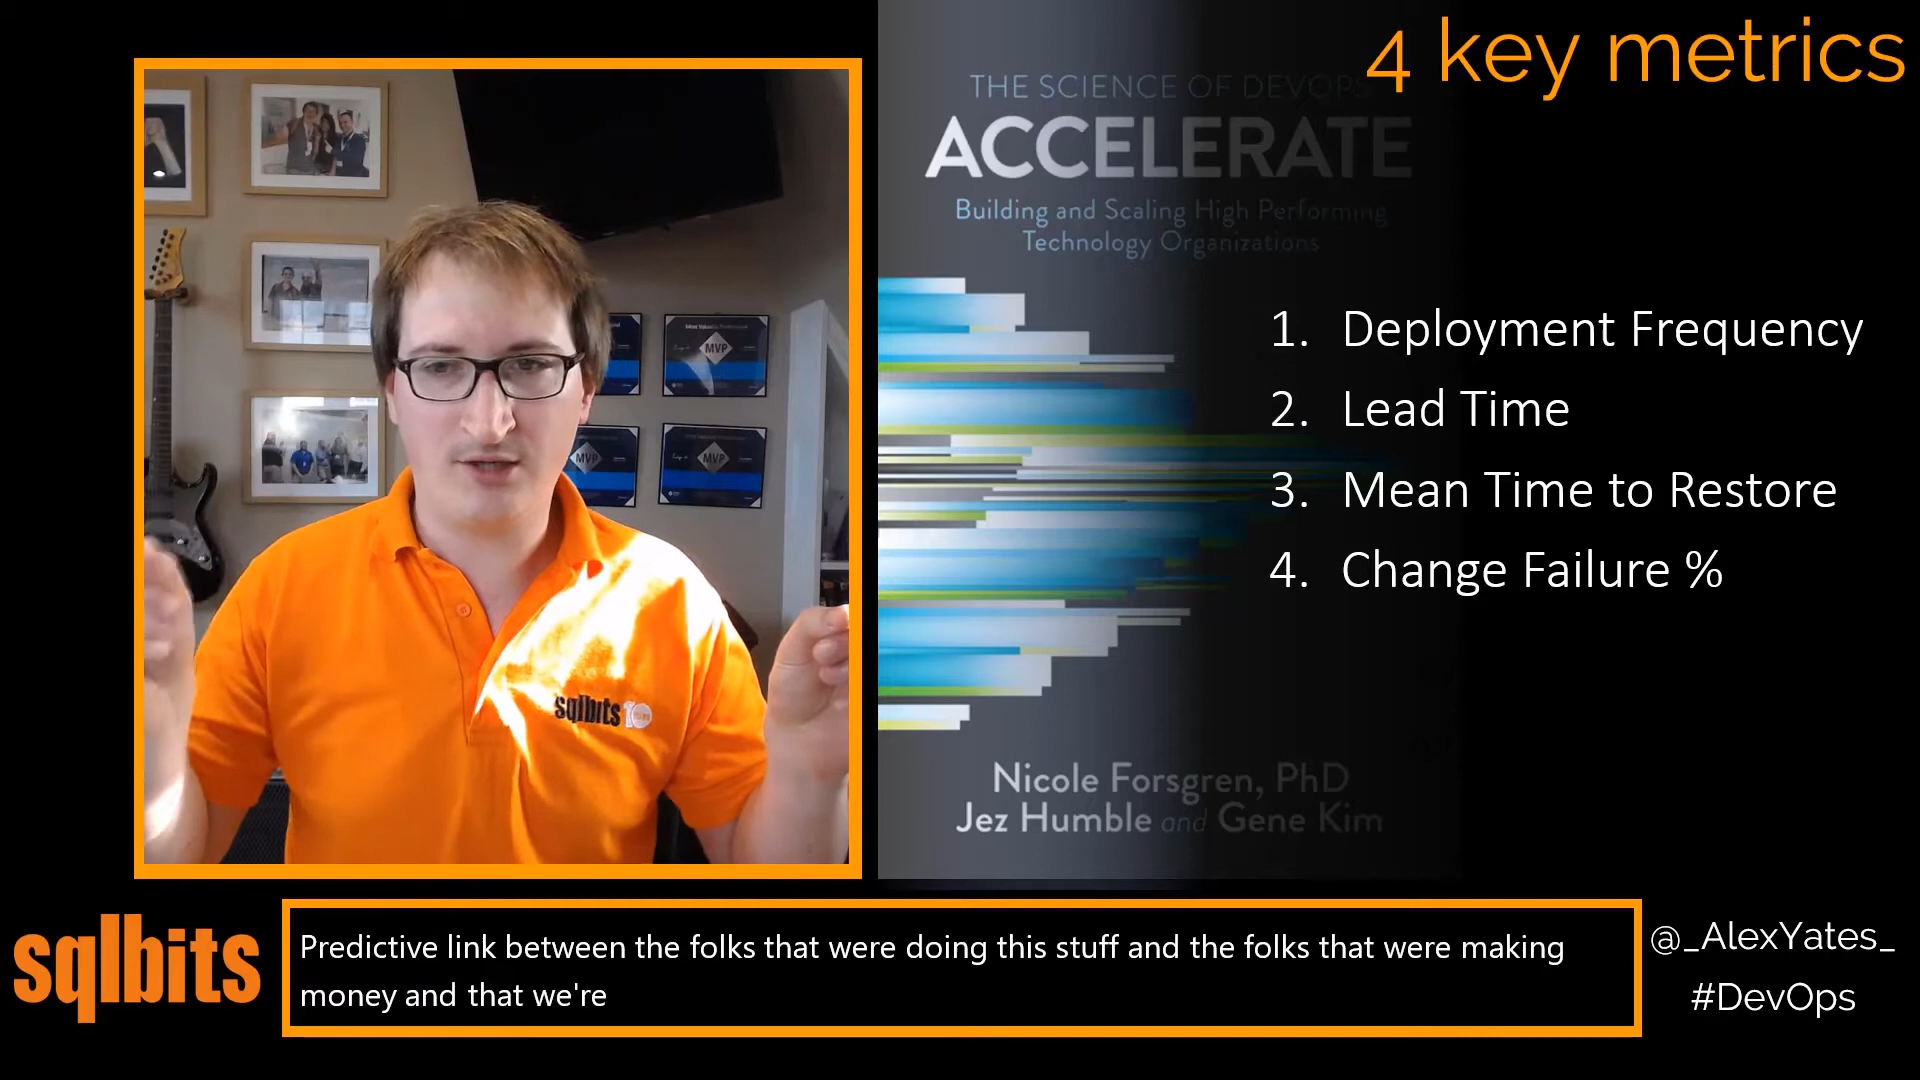 4 key metrics
THE SCIENCE OF DEVOPS
ACCELERATE
Building and Scaling High Performing
Technology Organizations
1. Deployment Frequency
2. Lead Time
3. Mean Time to Restore
4. Change Failure %
MVP
MVP
MVP
sqlbits 10
Nicole Forsgren, PhD
Jez Humble and Gene Kim
sqlbits
Predictive link between the folks that were doing this stuff and the folks that were making
money and that we're
@_AlexYates_
#DevOps